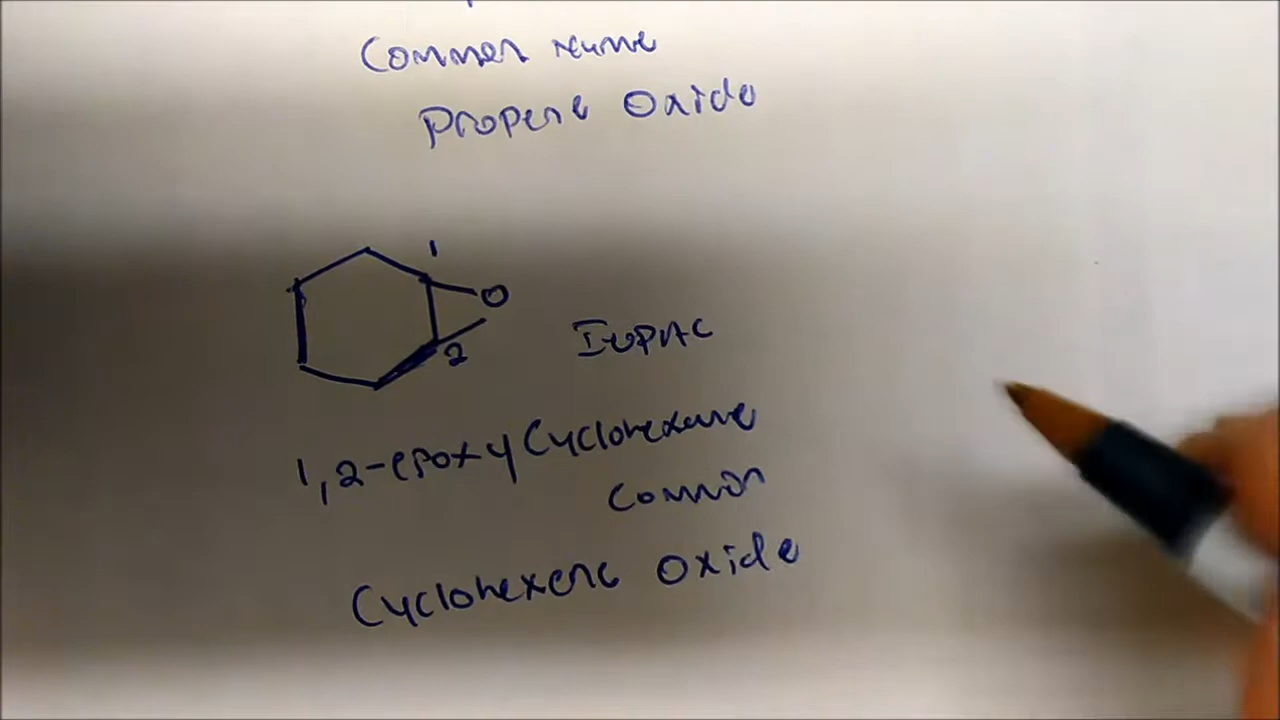 Common name
Propene Oxide
1
O
2
IUPAC
1,2-epoxy Cyclohexane
Common
Cyclohexene Oxide